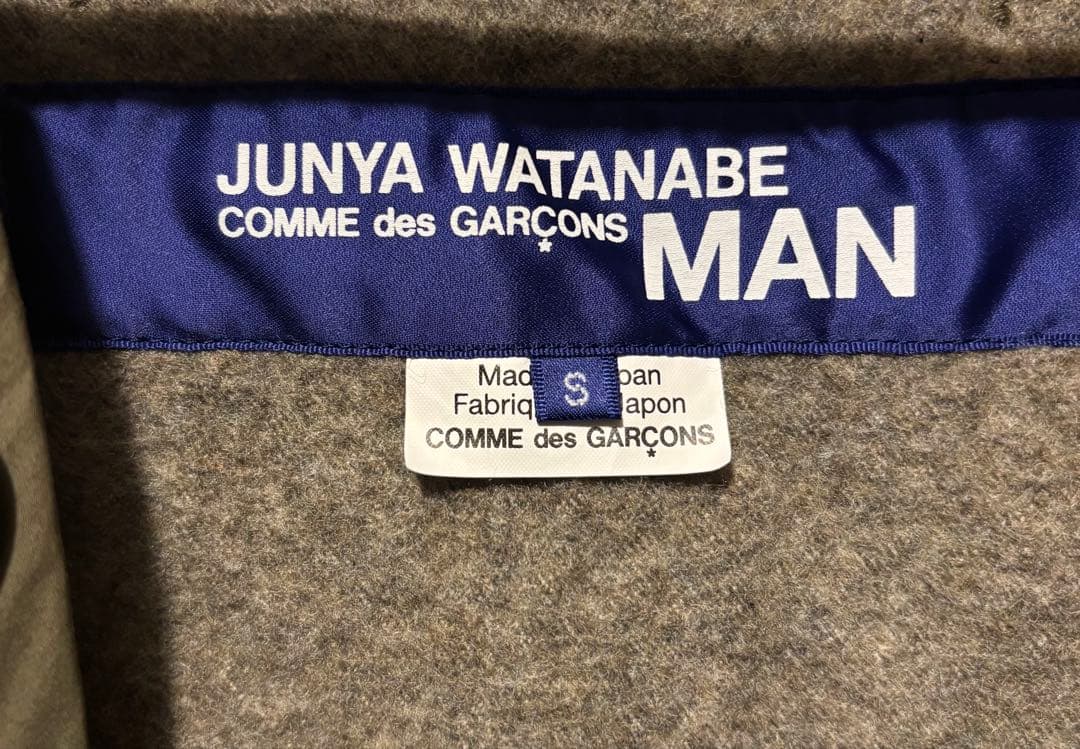 JUNYA WATANABE
COMME des GARÇONS MAN
S
COMME des GARÇONS